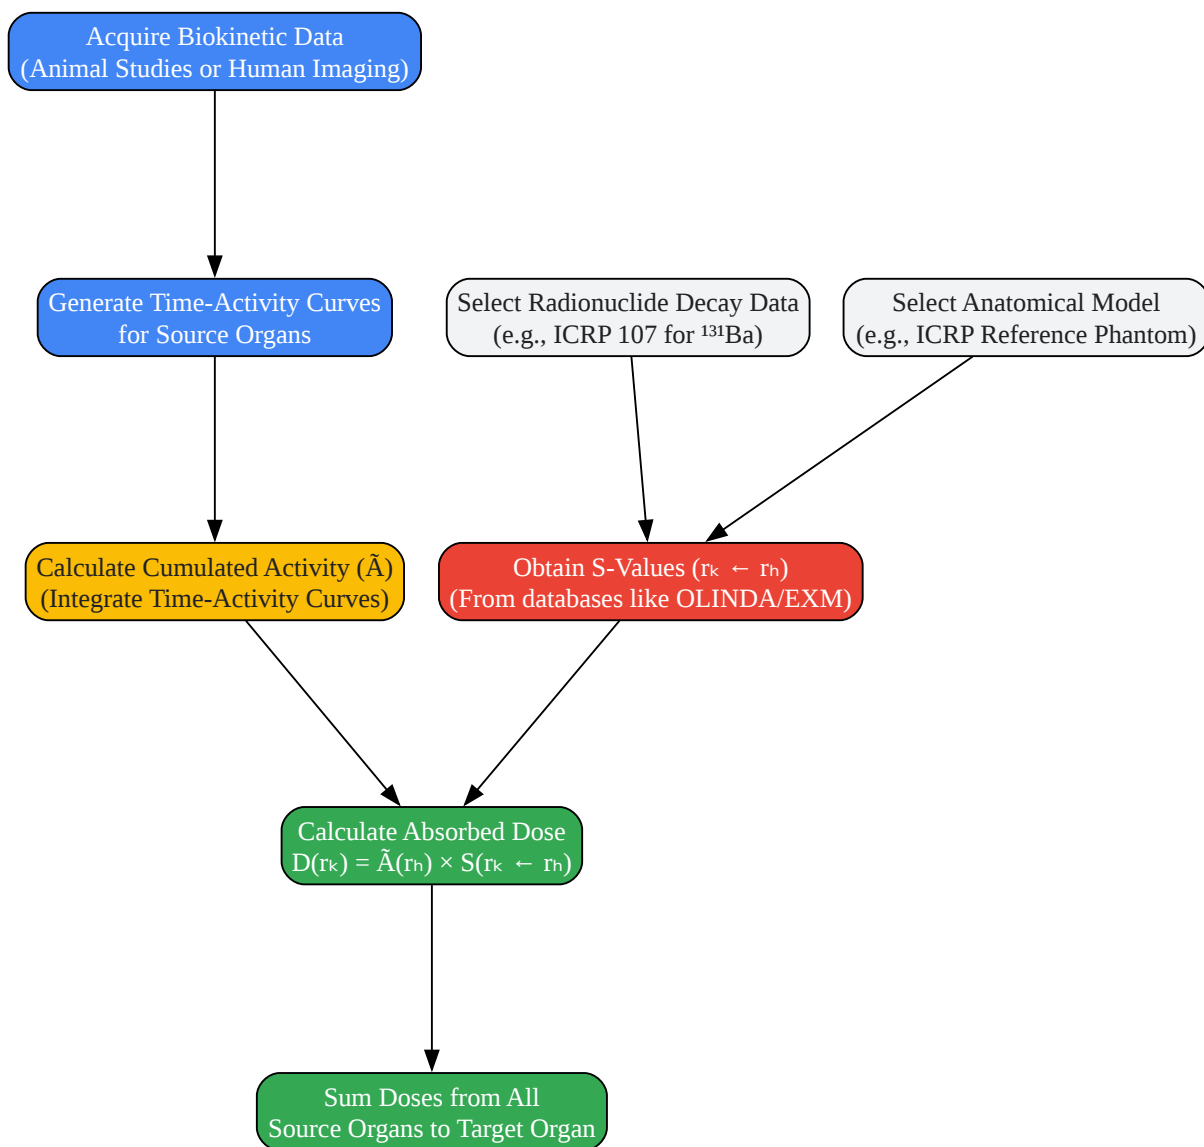 Acquire Biokinetic Data
(Animal Studies or Human Imaging)
Generate Time-Activity Curves
for Source Organs
Select Radionuclide Decay Data
(e.g., ICRP 107 for ¹³¹Ba)
Select Anatomical Model
(e.g., ICRP Reference Phantom)
Calculate Cumulated Activity (Ã)
(Integrate Time-Activity Curves)
Obtain S-Values (rₖ ← rₕ)
(From databases like OLINDA/EXM)
Calculate Absorbed Dose
D(rₖ) = Ã(rₕ) × S(rₖ ← rₕ)
Sum Doses from All
Source Organs to Target Organ